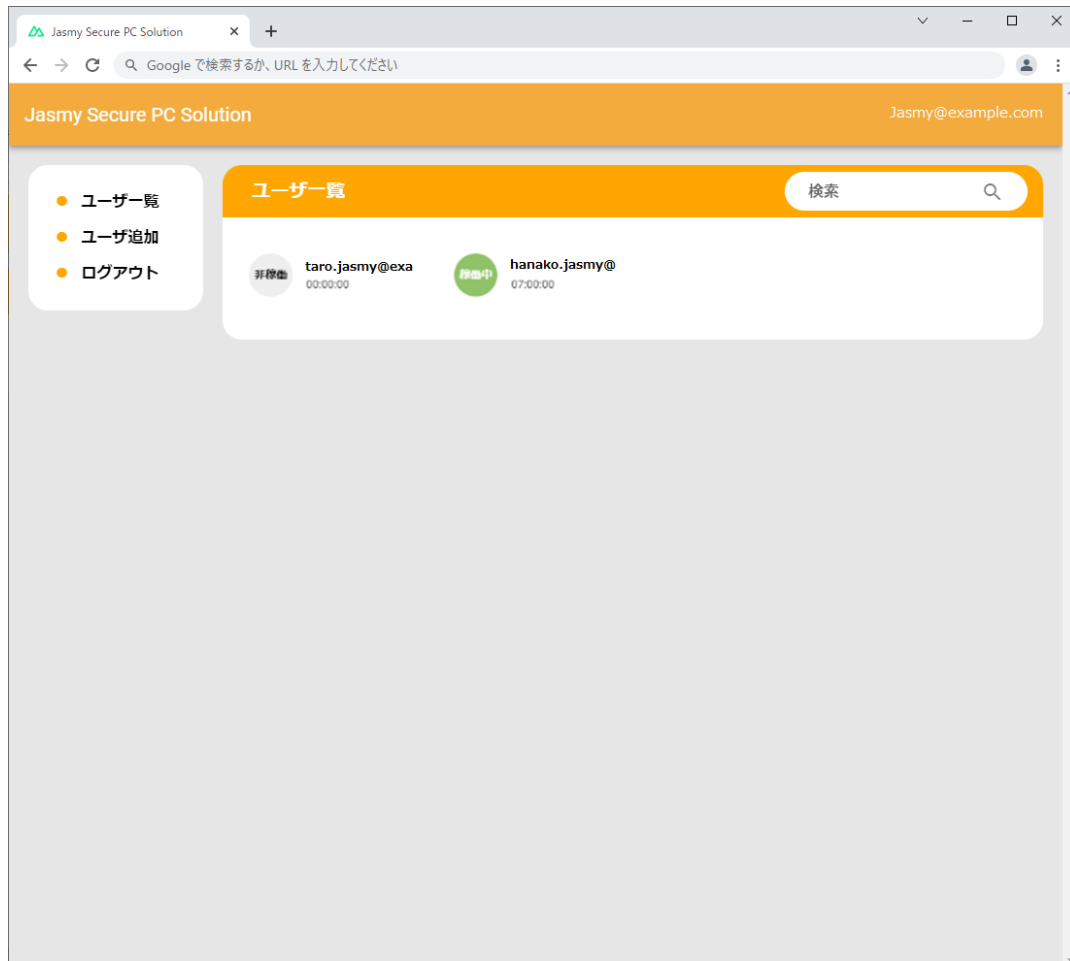 Jasmy Secure PC Solution
Google で検索するか、URL を入力してください
Jasmy Secure PC Solution
Jasmy@example.com
ユーザー覧
ユーザ追加
ログアウト
ユーザー覧
検索
非稼働
taro.jasmy@exa
00:00:00
稼働中
hanako.jasmy@
07:00:00